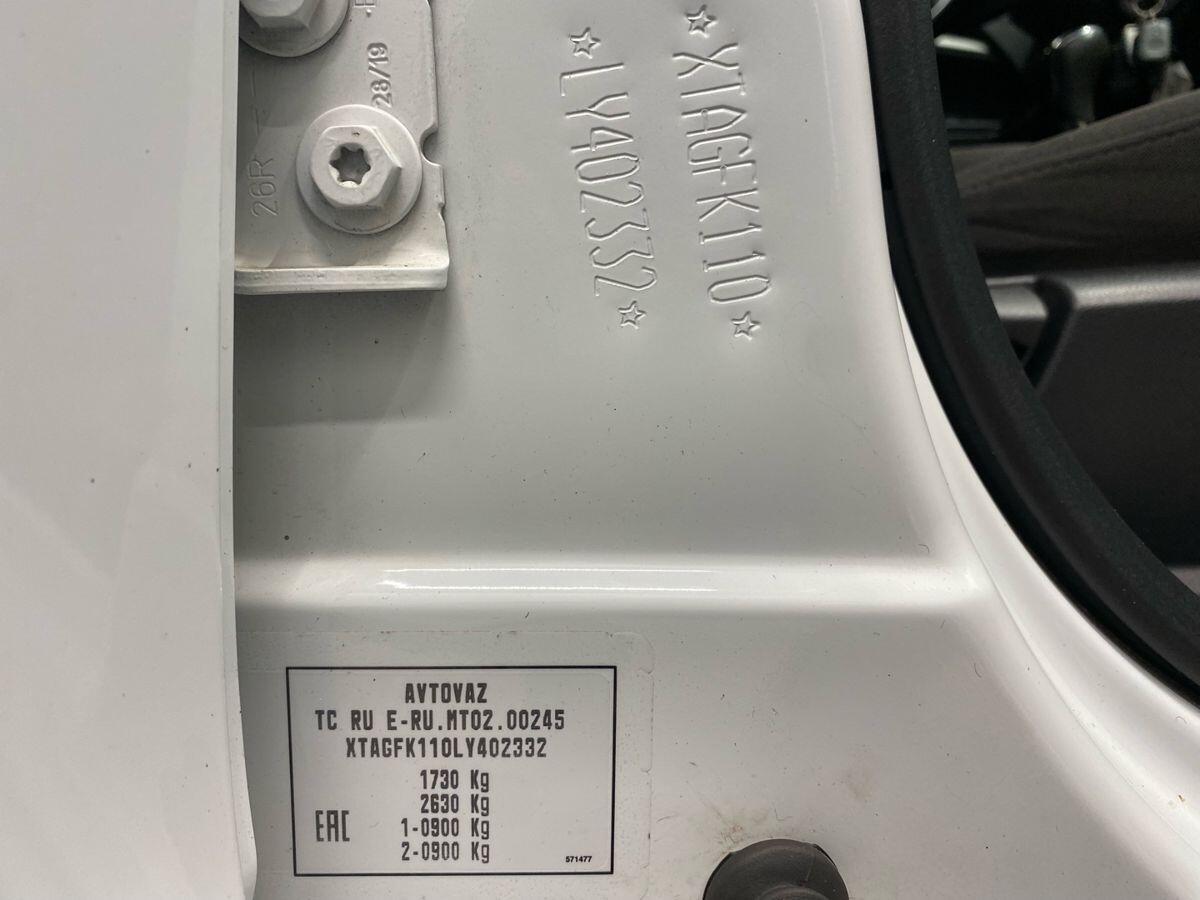 28/19
26R
☆XTAGFK110☆
☆LY402332☆
AVTOVAZ
TC RU E-RU.MT02.00245
XTAGFK110LY402332
1730 Kg
2630 Kg
1-0900 Kg
2-0900 Kg
EAC
571477